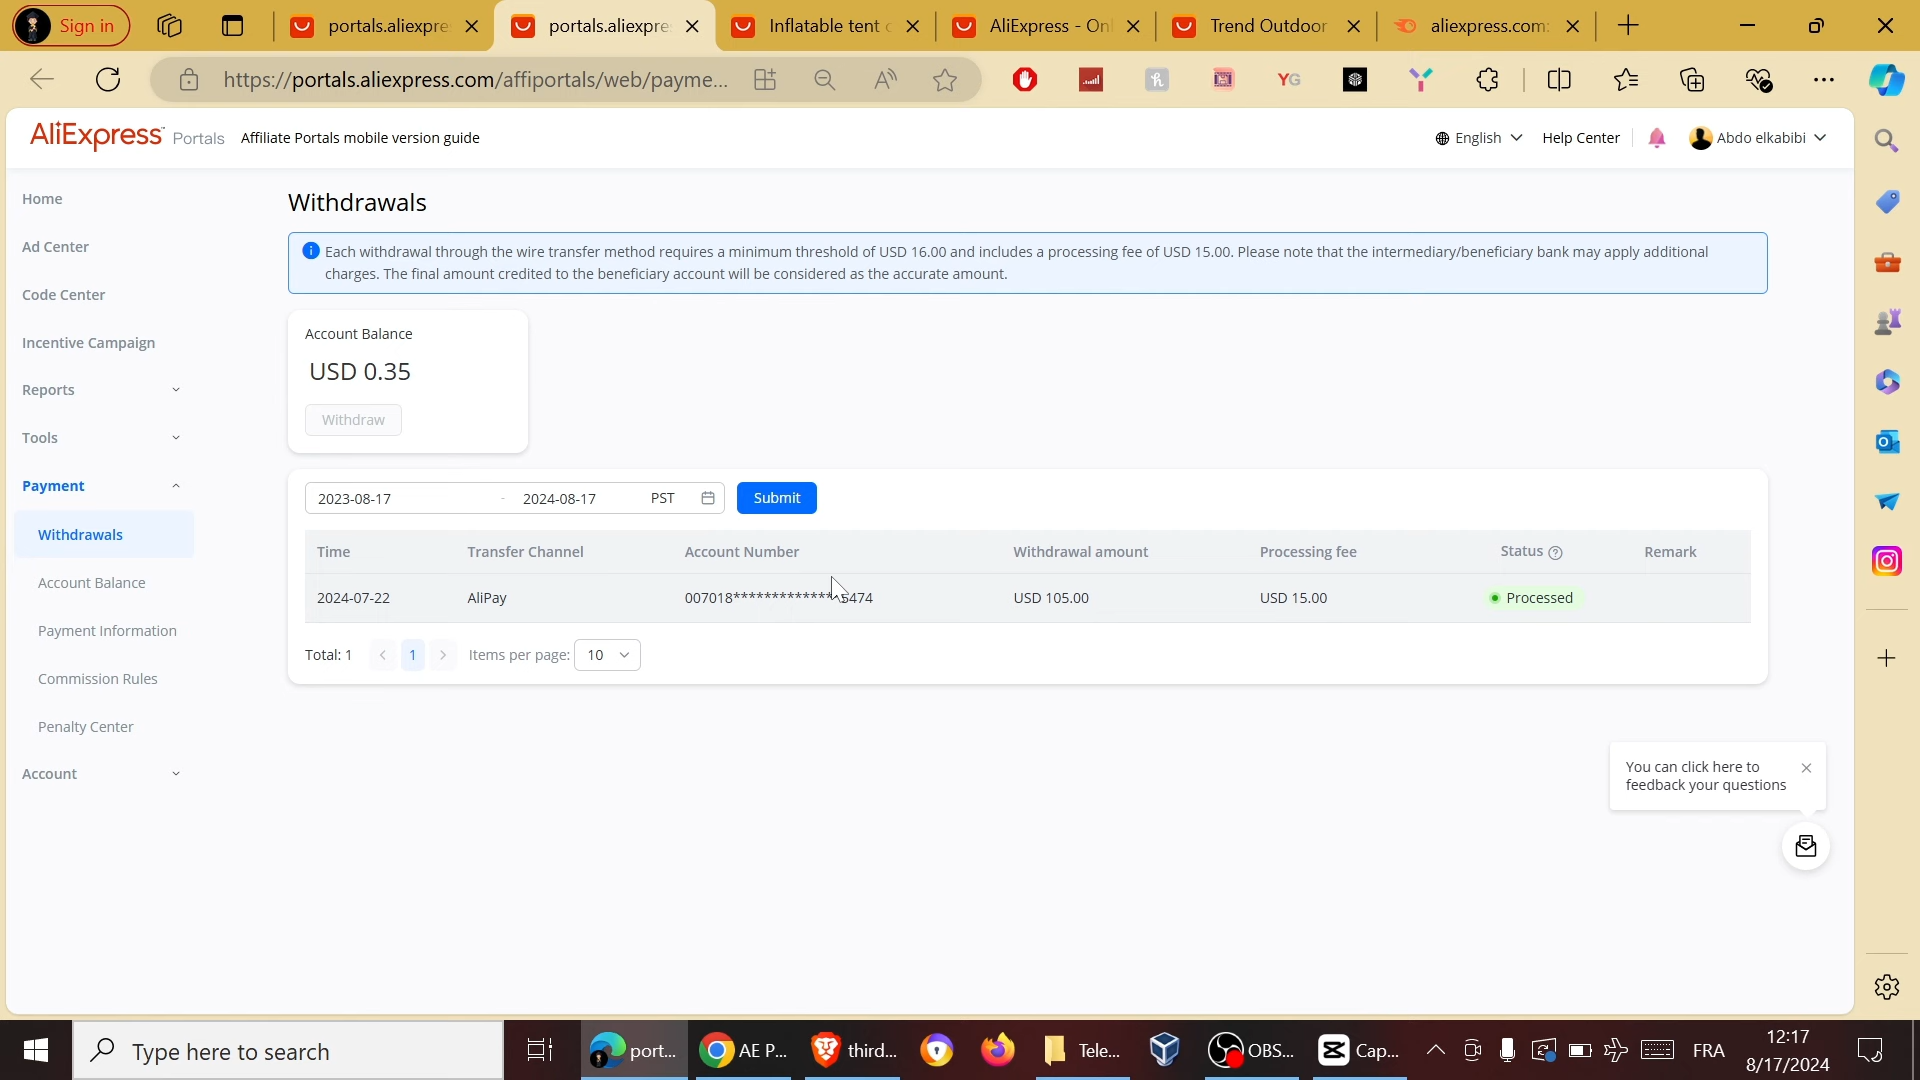 Sign in
portals.aliexpre
portals.aliexpre
Inflatable tent c
AliExpress - Onl
Trend Outdoor
aliexpress.com:
https://portals.aliexpress.com/affiportals/web/payme...
YG
AliExpress Portals
Affiliate Portals mobile version guide
English
Help Center
Abdo elkabibi
Home
Ad Center
Code Center
Incentive Campaign
Reports
Tools
Payment
Withdrawals
Account Balance
Payment Information
Commission Rules
Penalty Center
Account
Withdrawals
Each withdrawal through the wire transfer method requires a minimum threshold of USD 16.00 and includes a processing fee of USD 15.00. Please note that the intermediary/beneficiary bank may apply additional
charges. The final amount credited to the beneficiary account will be considered as the accurate amount.
Account Balance
USD 0.35
Withdraw
2023-08-17 - 2024-08-17 PST
Submit
Time Transfer Channel Account Number Withdrawal amount Processing fee Status Remark
2024-07-22 AliPay 007018**************5474 USD 105.00 USD 15.00 Processed
Total: 1 < 1 > Items per page: 10
You can click here to
feedback your questions
Type here to search
port...
AE P...
third...
Tele...
OBS...
Cap...
FRA
12:17
8/17/2024